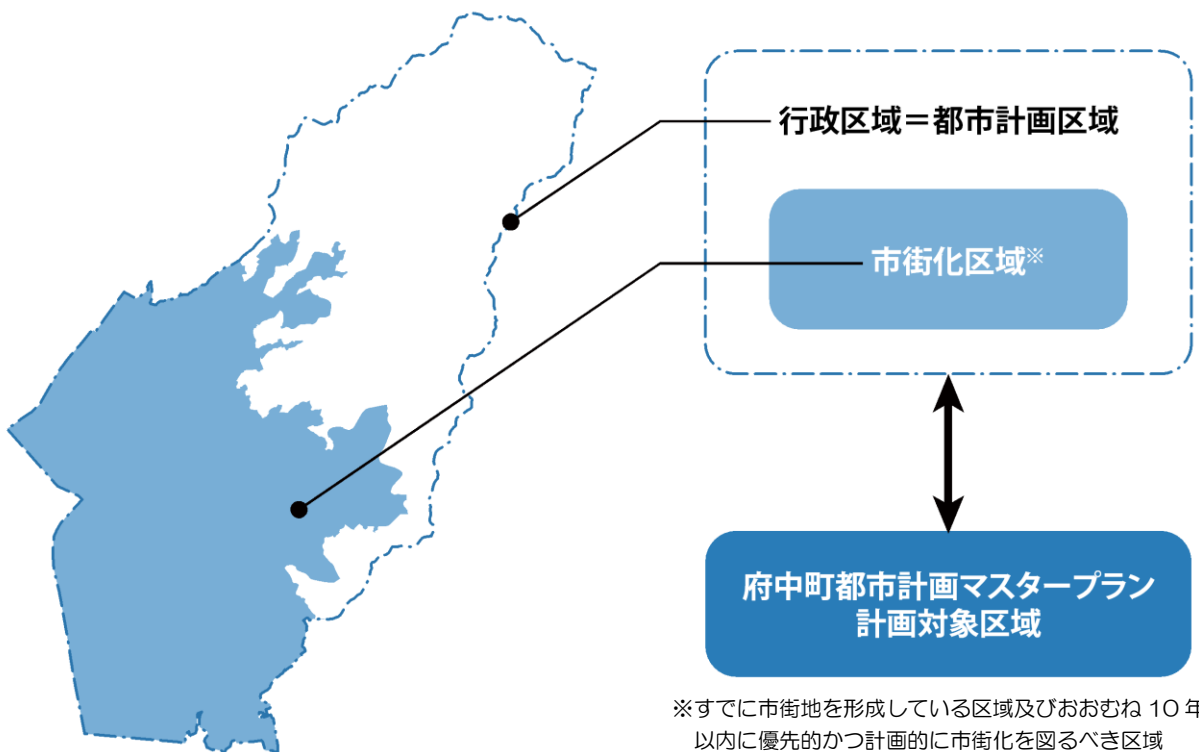 行政区域＝都市計画区域
市街化区域※
府中町都市計画マスタープラン
計画対象区域
※すでに市街地を形成している区域及びおおむね 10 年
以内に優先的かつ計画的に市街化を図るべき区域